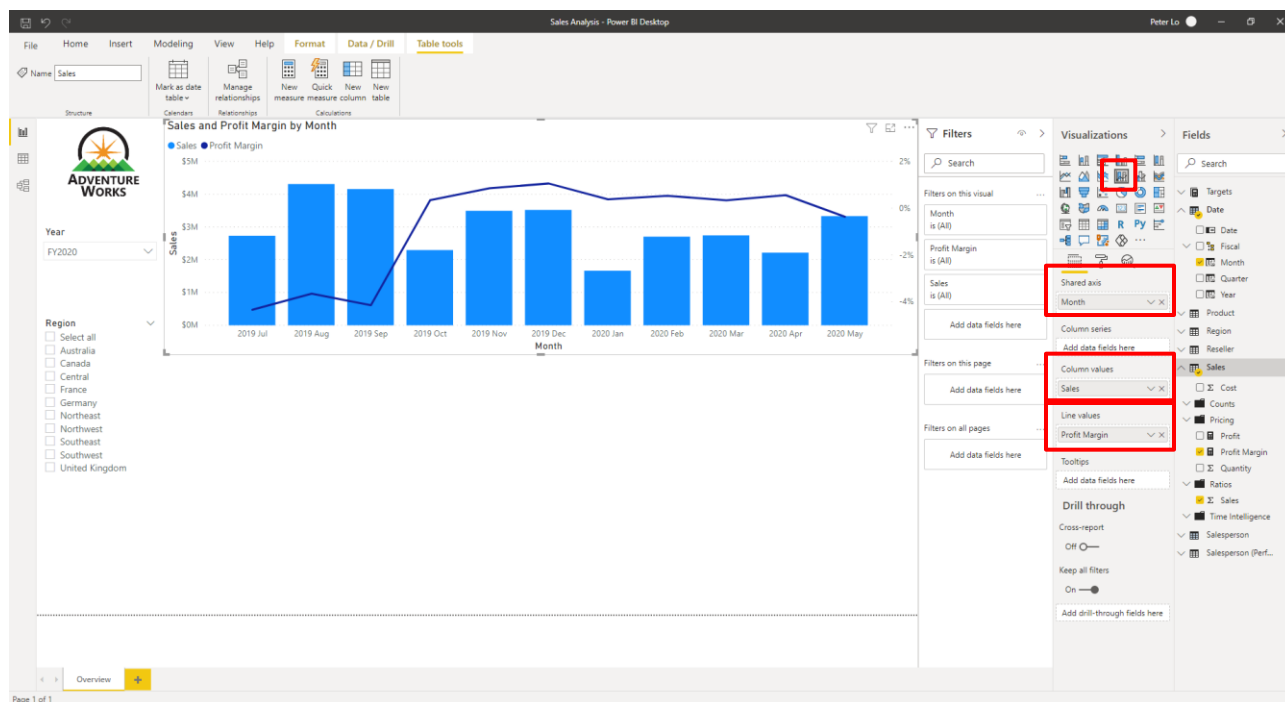 Sales Analysis - Power BI Desktop
Peter Lo
File Home Insert Modeling View Help Format Data / Drill Table tools
Name Sales
Mark as date table
Manage relationships
New measure
Quick measure
New column
New table
Structure
Calendars
Relationships
Calculations
ADVENTURE
WORKS
Year
FY2020
Region
Select all
Australia
Canada
Central
France
Germany
Northeast
Northwest
Southeast
Southwest
United Kingdom
Sales and Profit Margin by Month
Sales Profit Margin
$5M
$4M
$3M
$2M
$1M
$0M
Sales
2%
0%
-2%
-4%
2019 Jul 2019 Aug 2019 Sep 2019 Oct 2019 Nov 2019 Dec 2020 Jan 2020 Feb 2020 Mar 2020 Apr 2020 May
Month
Filters
Search
Filters on this visual
Month
is (All)
Profit Margin
is (All)
Sales
is (All)
Add data fields here
Filters on this page
Add data fields here
Filters on all pages
Add data fields here
Visualizations
R Py
Shared axis
Month
Column series
Add data fields here
Column values
Sales
Line values
Profit Margin
Tooltips
Add data fields here
Drill through
Cross-report
Off
Keep all filters
On
Add drill-through fields here
Fields
Search
Targets
Date
Date
Fiscal
Month
Quarter
Year
Product
Region
Reseller
Sales
Σ Cost
Counts
Pricing
Profit
Profit Margin
Σ Quantity
Ratios
Σ Sales
Time Intelligence
Salesperson
Salesperson (Perf...
Overview
Page 1 of 1